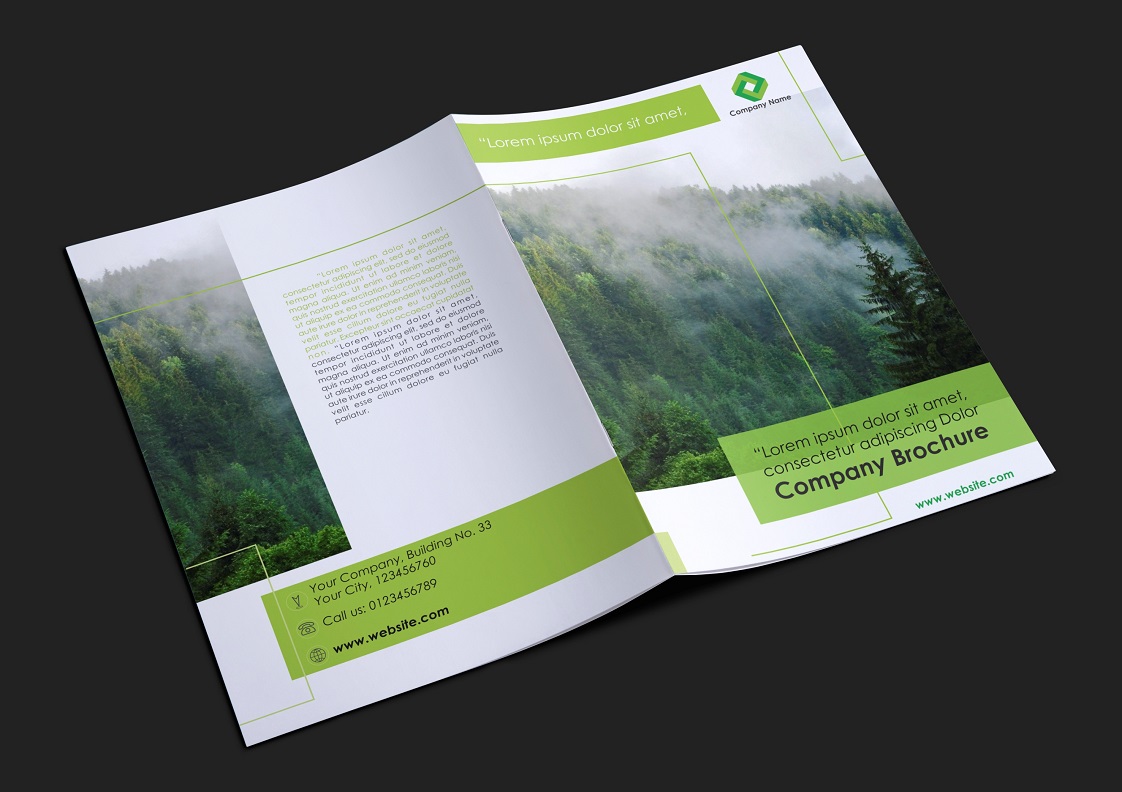 “Lorem ipsum dolor sit amet,
consectetur adipiscing elit, sed do eiusmod
tempor incididunt ut labore et dolore
magna aliqua. Ut enim ad minim veniam,
quis nostrud exercitation ullamco laboris nisi
ut aliquip ex ea commodo consequat. Duis
aute irure dolor in reprehenderit in voluptate
velit esse cillum dolore eu fugiat nulla
pariatur. Excepteur sint occaecat cupidatat
non. “Lorem ipsum dolor sit amet,
consectetur adipiscing elit, sed do eiusmod
tempor incididunt ut labore et dolore
magna aliqua. Ut enim ad minim veniam,
quis nostrud exercitation ullamco laboris nisi
ut aliquip ex ea commodo consequat. Duis
aute irure dolor in reprehenderit in voluptate
velit esse cillum dolore eu fugiat nulla
pariatur.
Your Company, Building No. 33
Your City, 123456760
Call us: 0123456789
www.website.com
“Lorem ipsum dolor sit amet,
Company Name
“Lorem ipsum dolor sit amet,
consectetur adipiscing Dolor
Company Brochure
www.website.com